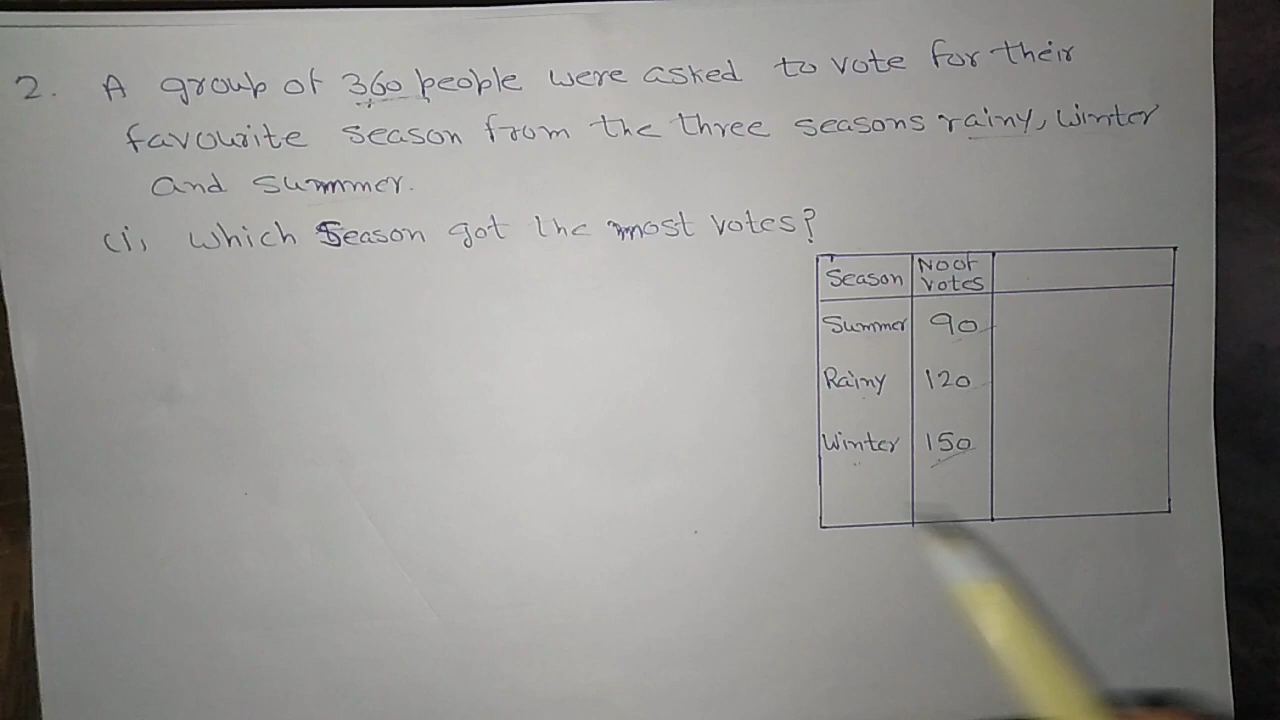 2. A group of 360 people were asked to vote for their
favourite season from the three seasons rainy, Winter
and summer.
(i, Which Season got the most votes?
Season No of Votes
Summer 90
Rainy 120
Winter 150